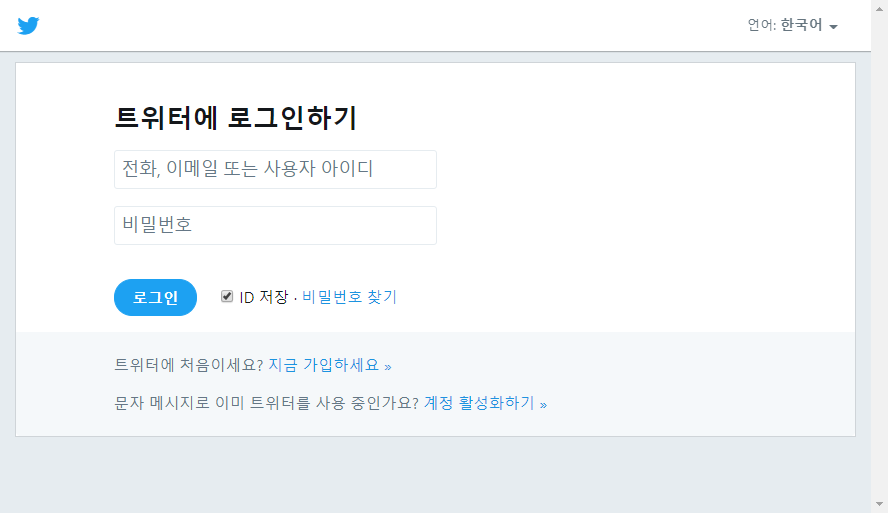 언어: 한국어
트위터에 로그인하기
전화, 이메일 또는 사용자 아이디
비밀번호
로그인 ID 저장 · 비밀번호 찾기
트위터에 처음이세요? 지금 가입하세요 »
문자 메시지로 이미 트위터를 사용 중인가요? 계정 활성화하기 »